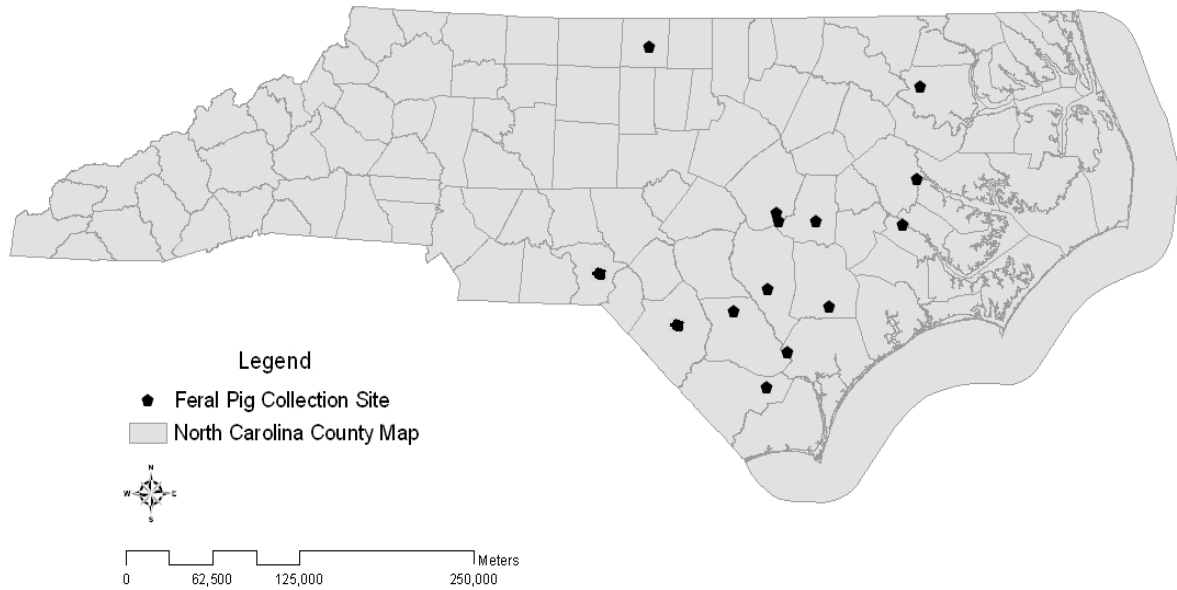 Legend
Feral Pig Collection Site
North Carolina County Map
N
W E
S
Meters
0 62,500 125,000 250,000